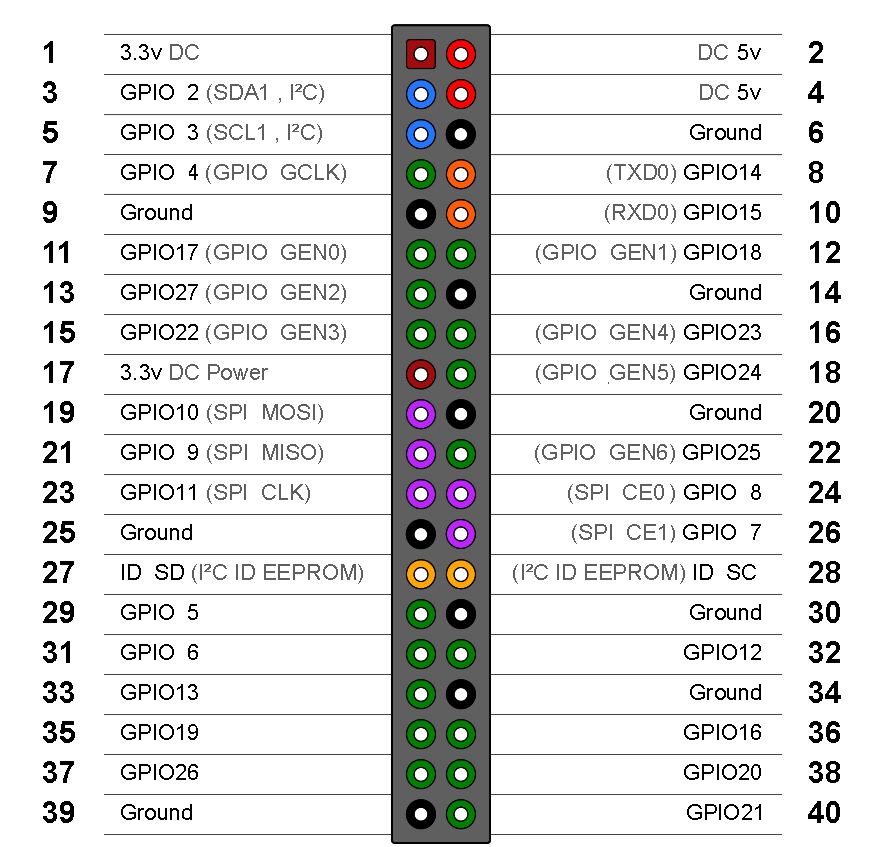 1 3.3v DC DC 5v 2
3 GPIO 2 (SDA1 , I²C) DC 5v 4
5 GPIO 3 (SCL1 , I²C) Ground 6
7 GPIO 4 (GPIO GCLK) (TXD0) GPIO14 8
9 Ground (RXD0) GPIO15 10
11 GPIO17 (GPIO GEN0) (GPIO GEN1) GPIO18 12
13 GPIO27 (GPIO GEN2) Ground 14
15 GPIO22 (GPIO GEN3) (GPIO GEN4) GPIO23 16
17 3.3v DC Power (GPIO GEN5) GPIO24 18
19 GPIO10 (SPI MOSI) Ground 20
21 GPIO 9 (SPI MISO) (GPIO GEN6) GPIO25 22
23 GPIO11 (SPI CLK) (SPI CE0 ) GPIO 8 24
25 Ground (SPI CE1) GPIO 7 26
27 ID SD (I²C ID EEPROM) (I²C ID EEPROM) ID SC 28
29 GPIO 5 Ground 30
31 GPIO 6 GPIO12 32
33 GPIO13 Ground 34
35 GPIO19 GPIO16 36
37 GPIO26 GPIO20 38
39 Ground GPIO21 40